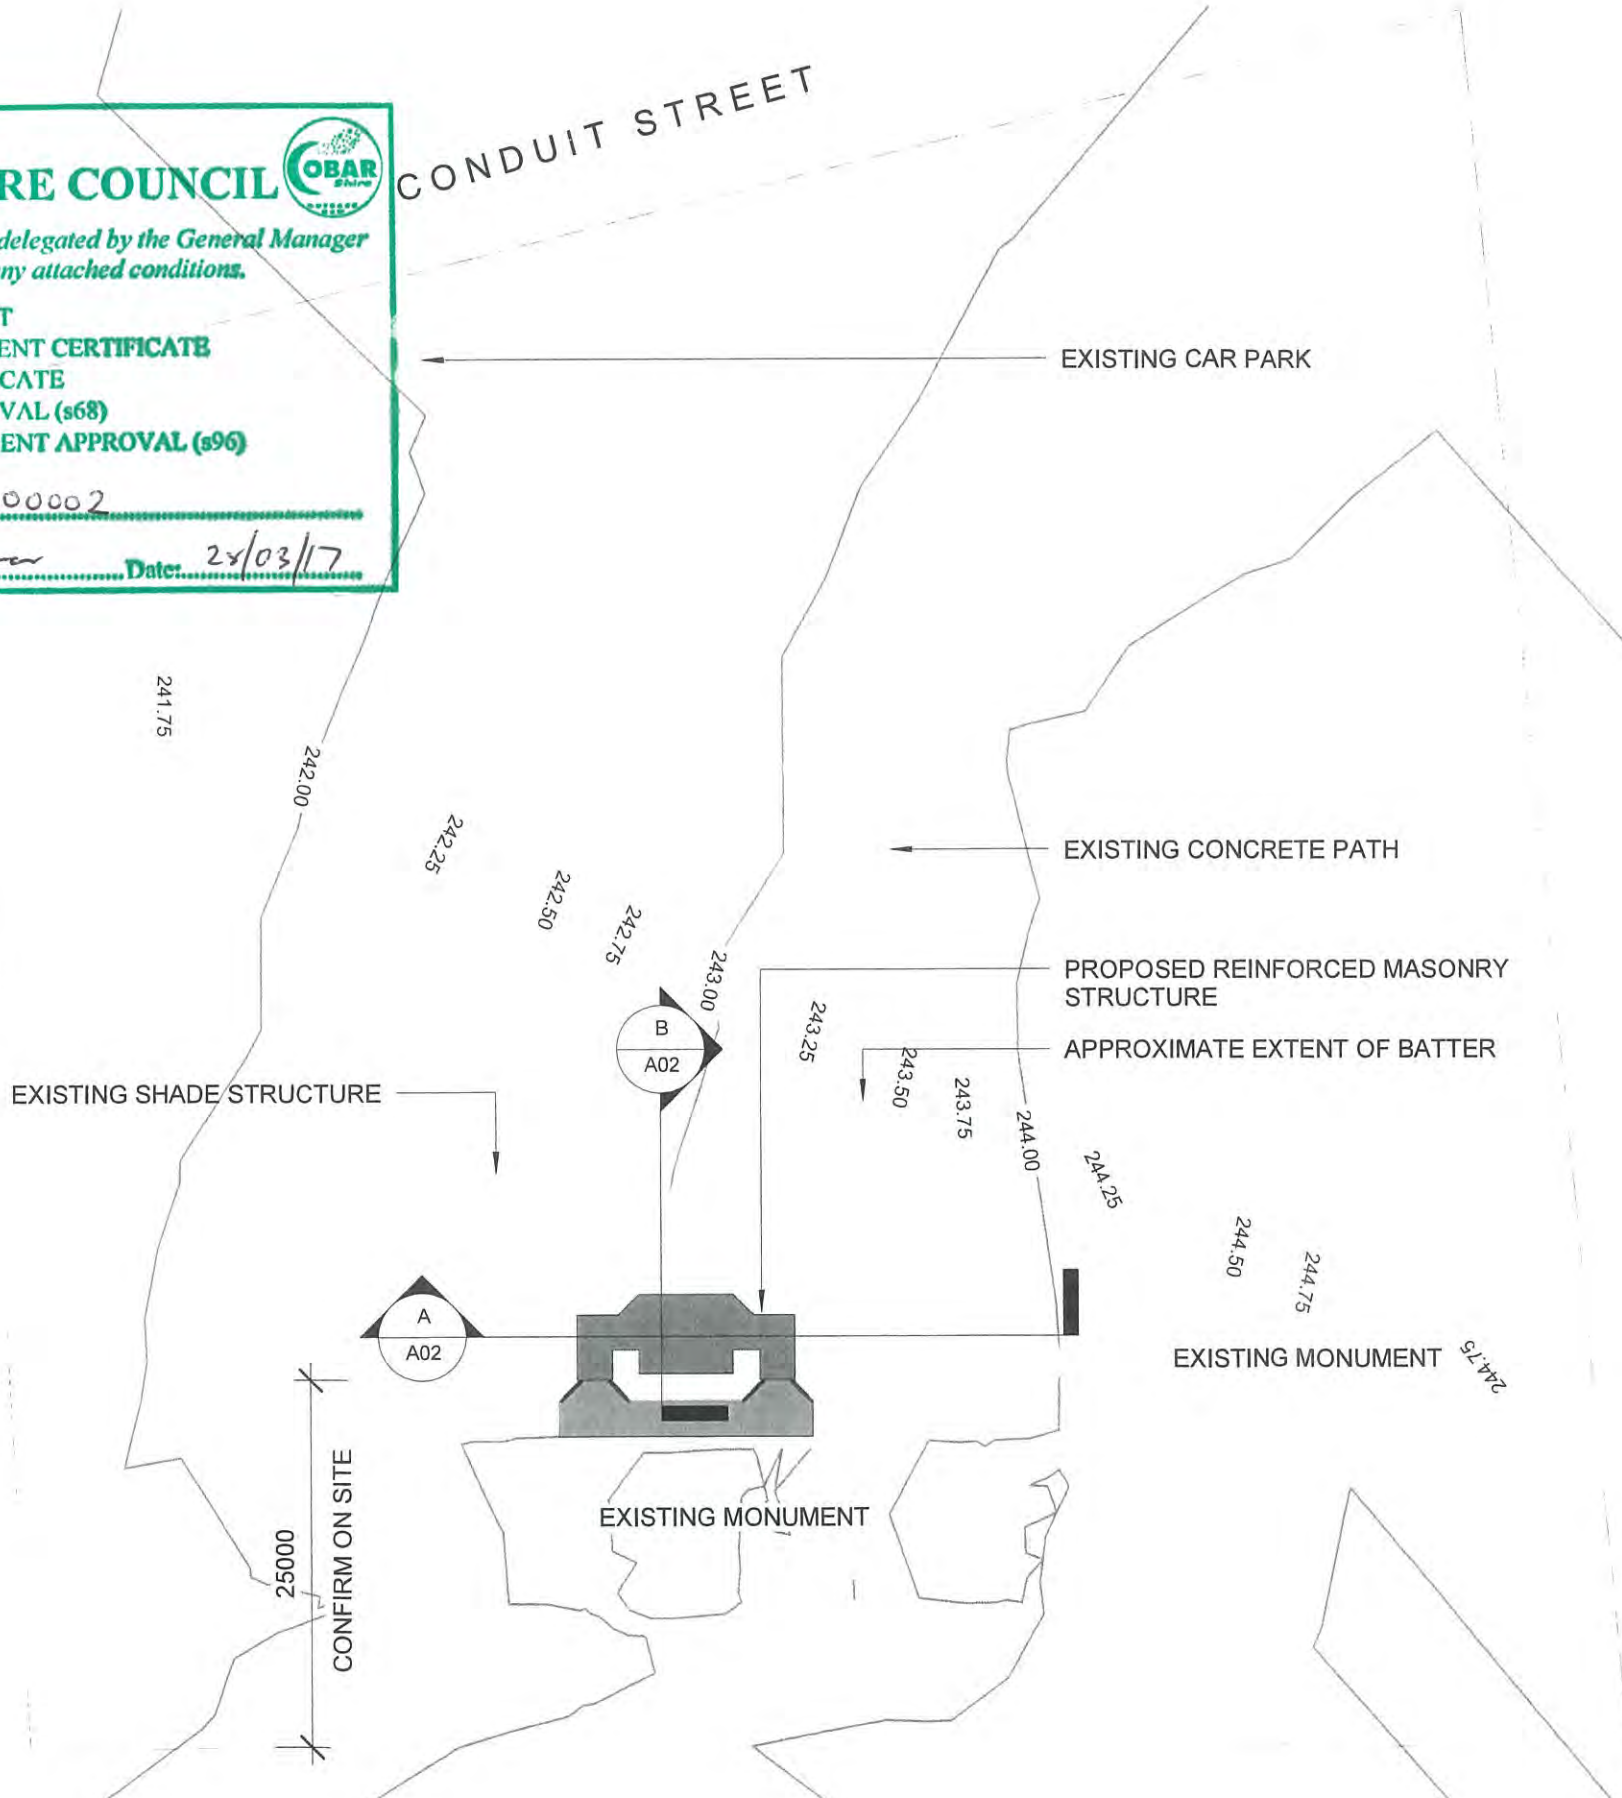 CONDUIT STREET
RE COUNCIL
COBAR
Shire
delegated by the General Manager
ny attached conditions.
T
ENT CERTIFICATE
CATE
VAL (s68)
ENT APPROVAL (s96)
00002
Date: 28/03/17
EXISTING CAR PARK
241.75
242.00
242.25
242.50
242.75
243.00
243.25
243.50
243.75
244.00
244.25
244.50
244.75
244.75
EXISTING CONCRETE PATH
PROPOSED REINFORCED MASONRY
STRUCTURE
APPROXIMATE EXTENT OF BATTER
B
A02
EXISTING SHADE STRUCTURE
A
A02
EXISTING MONUMENT
EXISTING MONUMENT
25000
CONFIRM ON SITE